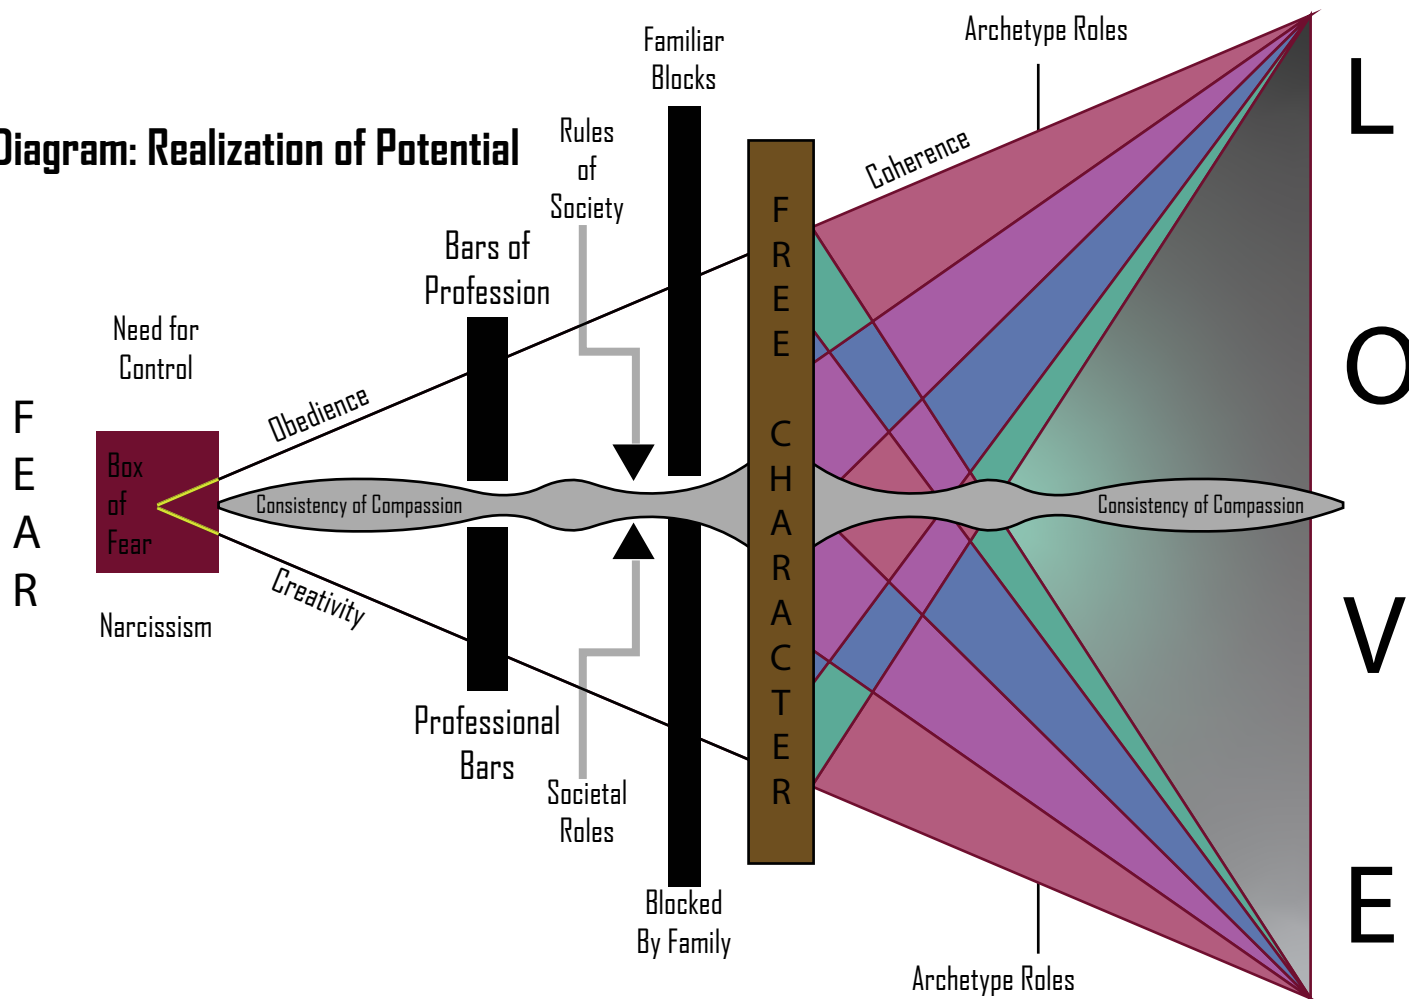 Diagram: Realization of Potential
Familiar
Blocks
Archetype Roles
Rules
of
Society
Coherence
Bars of
Profession
Need for
Control
Obedience
FEAR
Box
of
Fear
Consistency of Compassion
FREE CHARACTER
Consistency of Compassion
LOVE
Narcissism
Creativity
Professional
Bars
Societal
Roles
Blocked
By Family
Archetype Roles